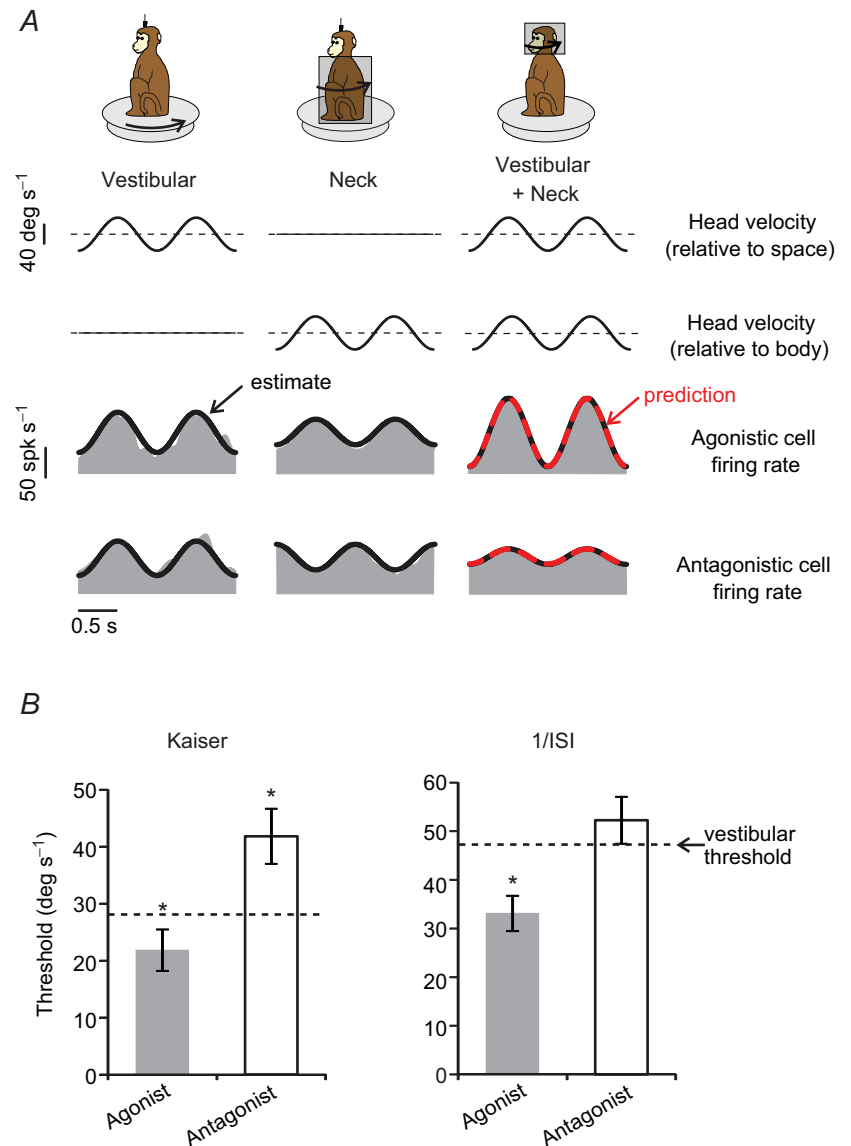 A
Vestibular
Neck
Vestibular
+ Neck
40 deg s⁻¹
Head velocity
(relative to space)
Head velocity
(relative to body)
estimate
prediction
50 spk s⁻¹
Agonistic cell
firing rate
Antagonistic cell
firing rate
0.5 s
B
Kaiser
1/ISI
Threshold (deg s⁻¹)
50
40
30
20
10
0
*
*
Agonist
Antagonist
60
50
40
30
20
10
0
*
vestibular
threshold
Agonist
Antagonist